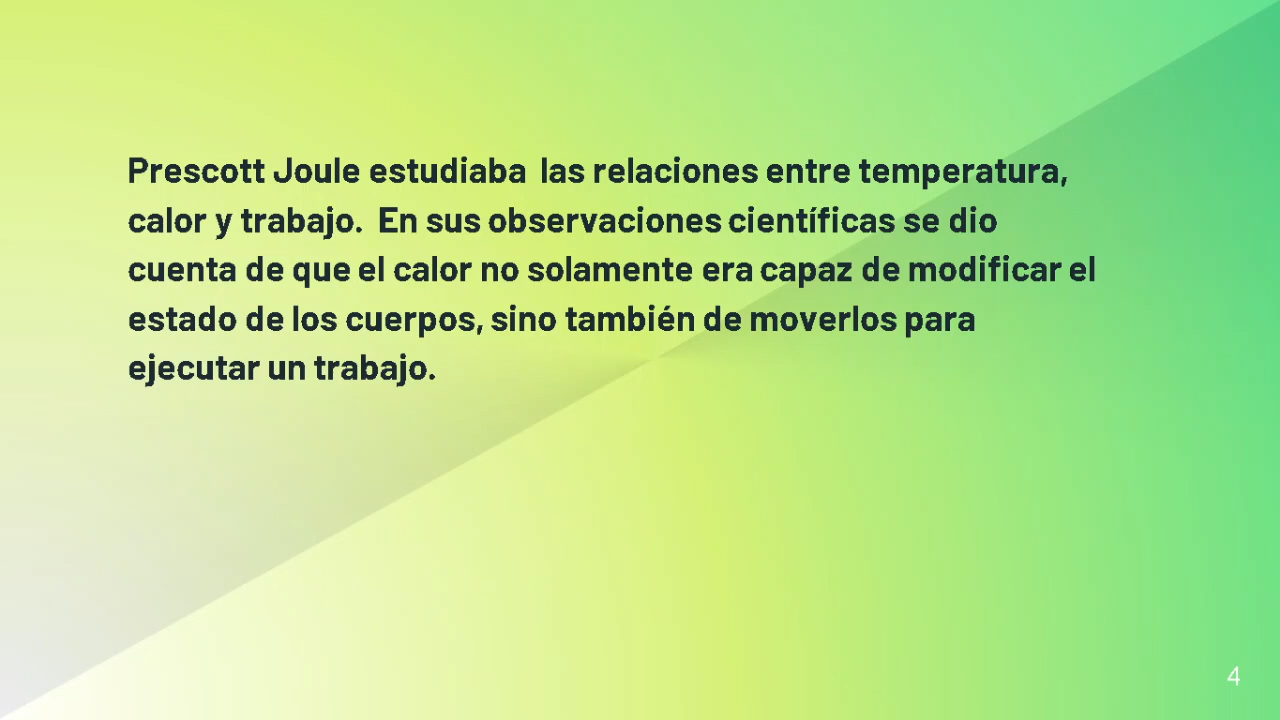 Prescott Joule estudiaba  las relaciones entre temperatura,
calor y trabajo.  En sus observaciones científicas se dio
cuenta de que el calor no solamente era capaz de modificar el
estado de los cuerpos, sino también de moverlos para
ejecutar un trabajo.
4